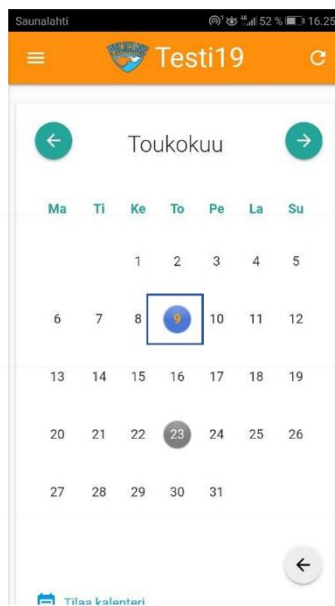 Saunalahti 52 % 16.25
Testi19
Toukokuu
Ma Ti Ke To Pe La Su
1 2 3 4 5
6 7 8 9 10 11 12
13 14 15 16 17 18 19
20 21 22 23 24 25 26
27 28 29 30 31
Tilaa kalenteri